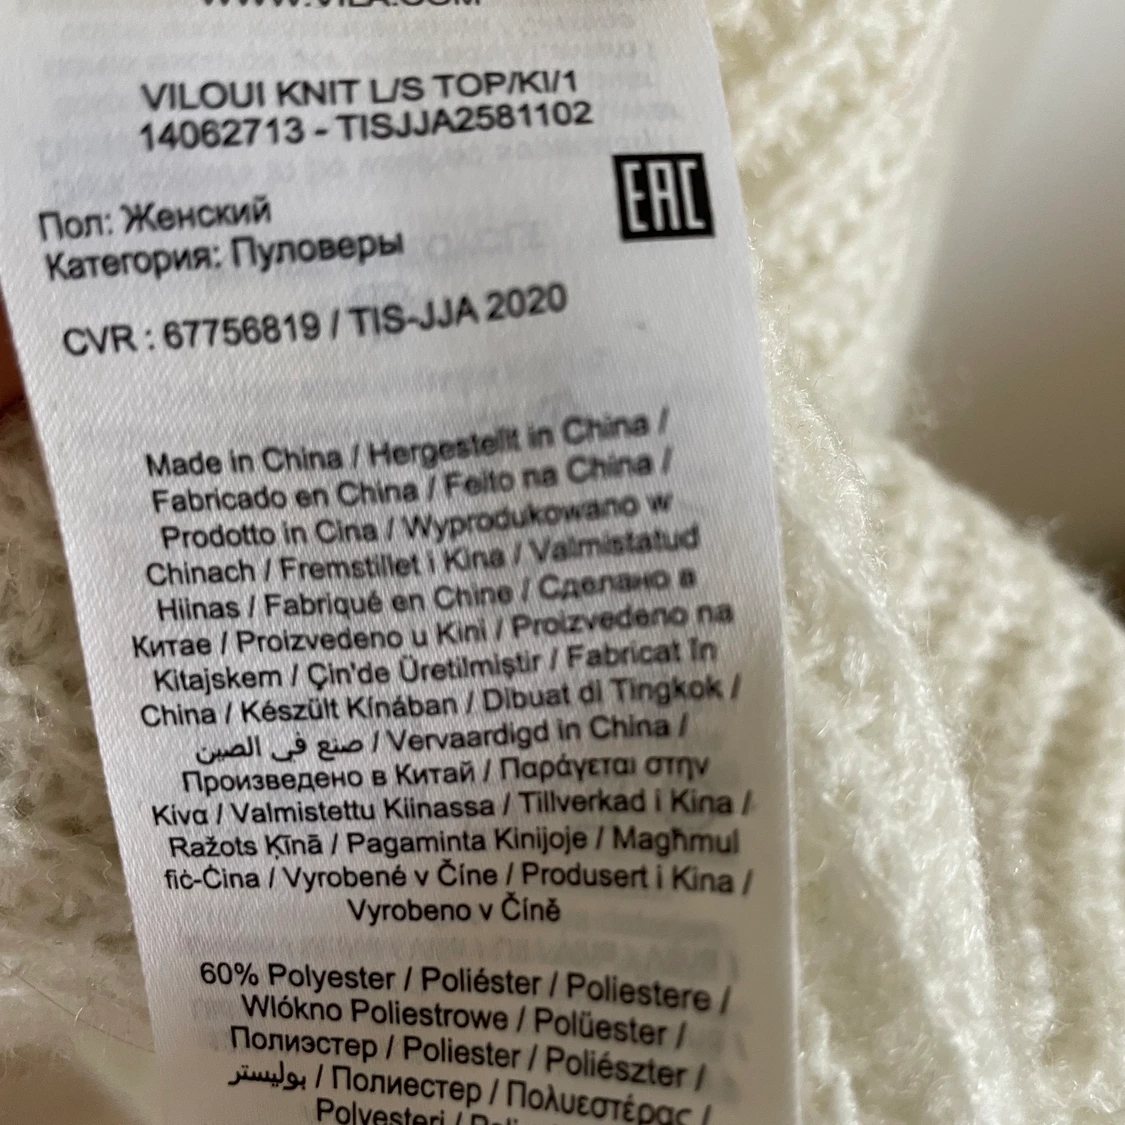 WWW.VILA.COM
VILOUI KNIT L/S TOP/KI/1
14062713 - TISJJA2581102
EAC
Пол: Женский
Категория: Пуловеры
CVR : 67756819 / TIS-JJA 2020
Made in China / Hergestellt in China /
Fabricado en China / Feito na China /
Prodotto in Cina / Wyprodukowano w
Chinach / Fremstillet i Kina / Valmistatud
Hiinas / Fabriqué en Chine / Сделано в
Китае / Proizvedeno u Kini / Proizvedeno na
Kitajskem / Çin'de Üretilmiştir / Fabricat în
China / Készült Kínában / Dibuat di Tingkok /
صنع في الصين / Vervaardigd in China /
Произведено в Китай / Παράγεται στην
Κίνα / Valmistettu Kiinassa / Tillverkad i Kina /
Ražots Ķīnā / Pagaminta Kinijoje / Magħmul
fiċ-Ċina / Vyrobené v Číne / Produsert i Kina /
Vyrobeno v Číně
60% Polyester / Poliéster / Poliestere /
Wlókno Poliestrowe / Polüester /
Полиэстер / Poliester / Poliészter /
بوليستر / Полиестер / Πολυεστέρας /
Polyesteri /